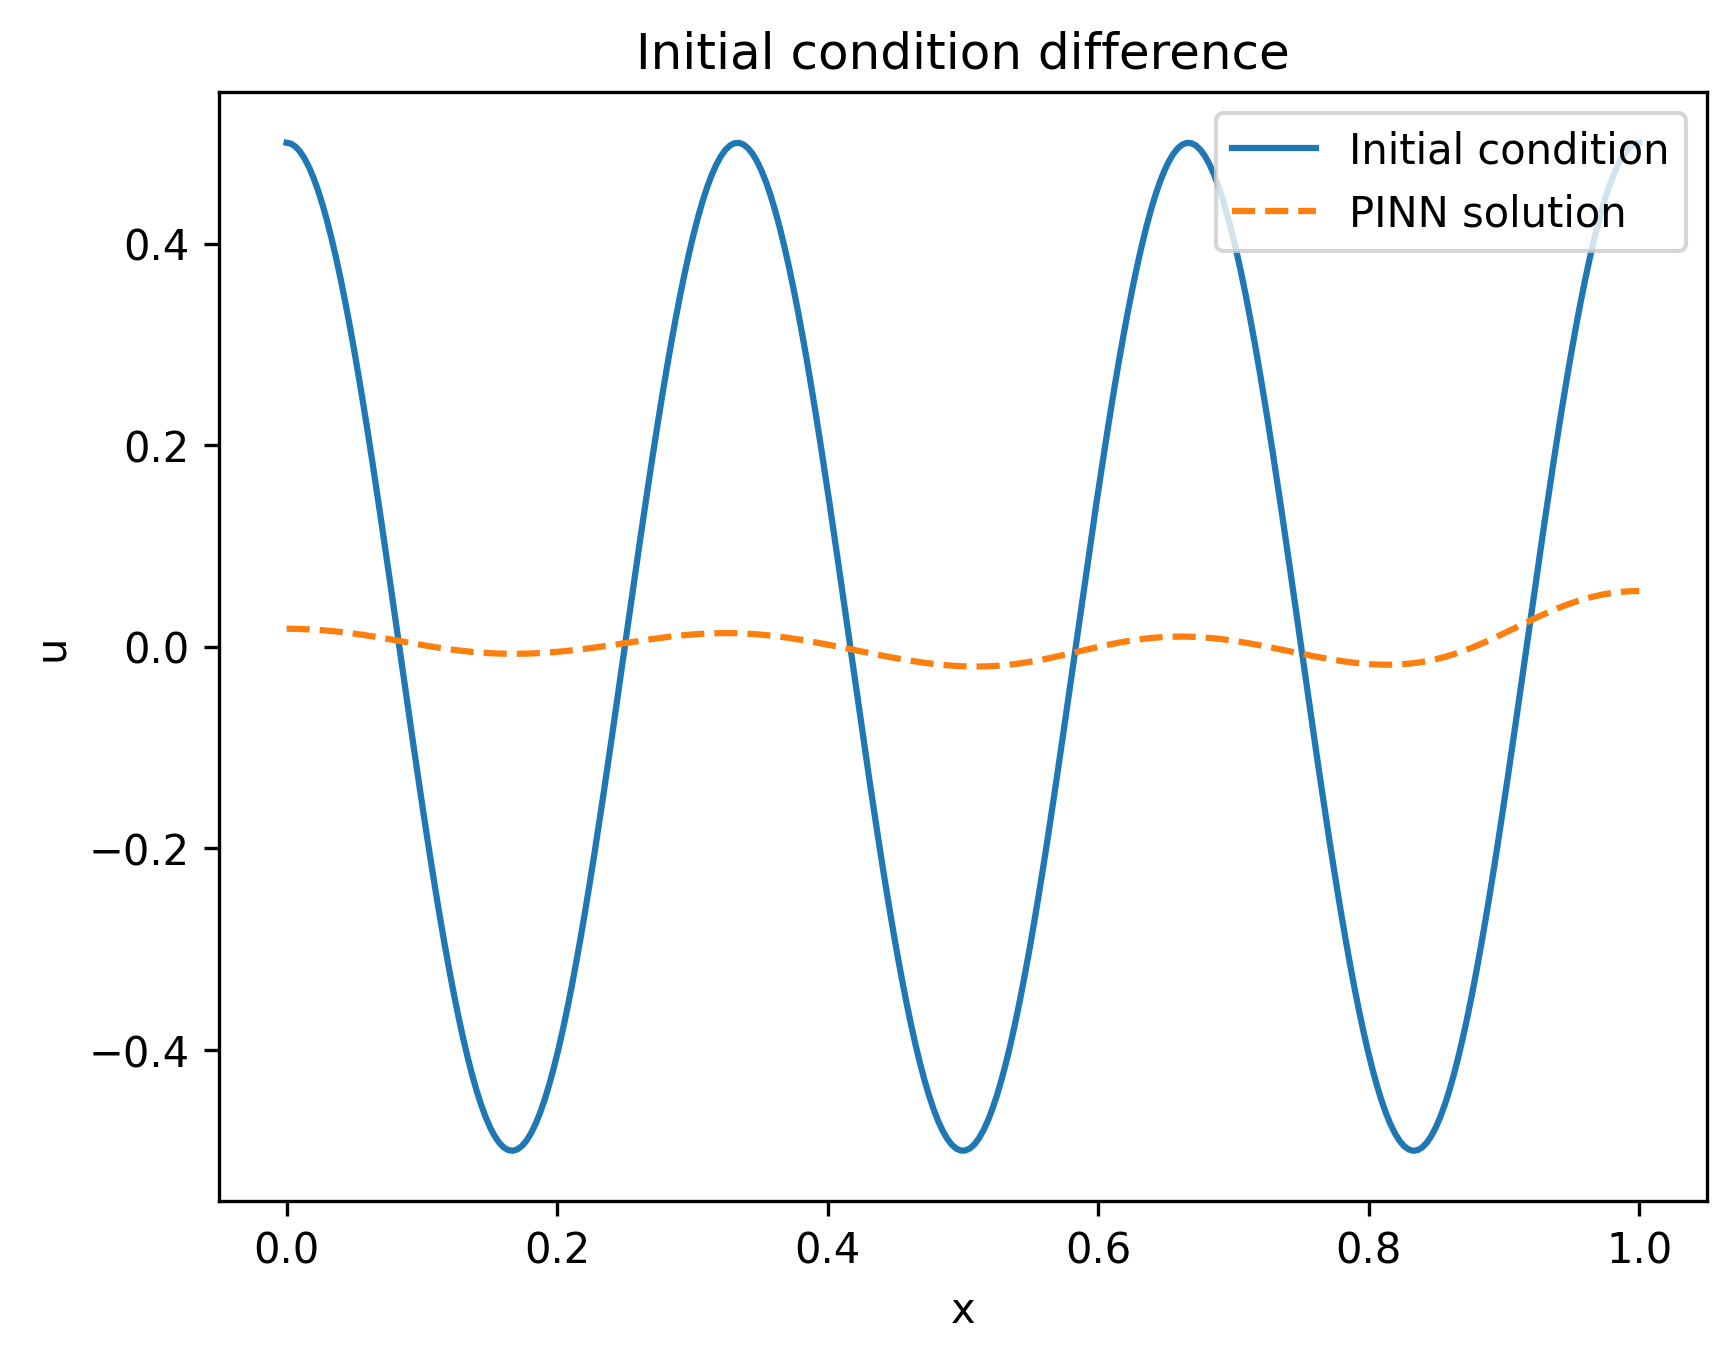 Initial condition difference
Initial condition
PINN solution
0.4
0.2
0.0
−0.2
−0.4
u
0.0 0.2 0.4 0.6 0.8 1.0
x